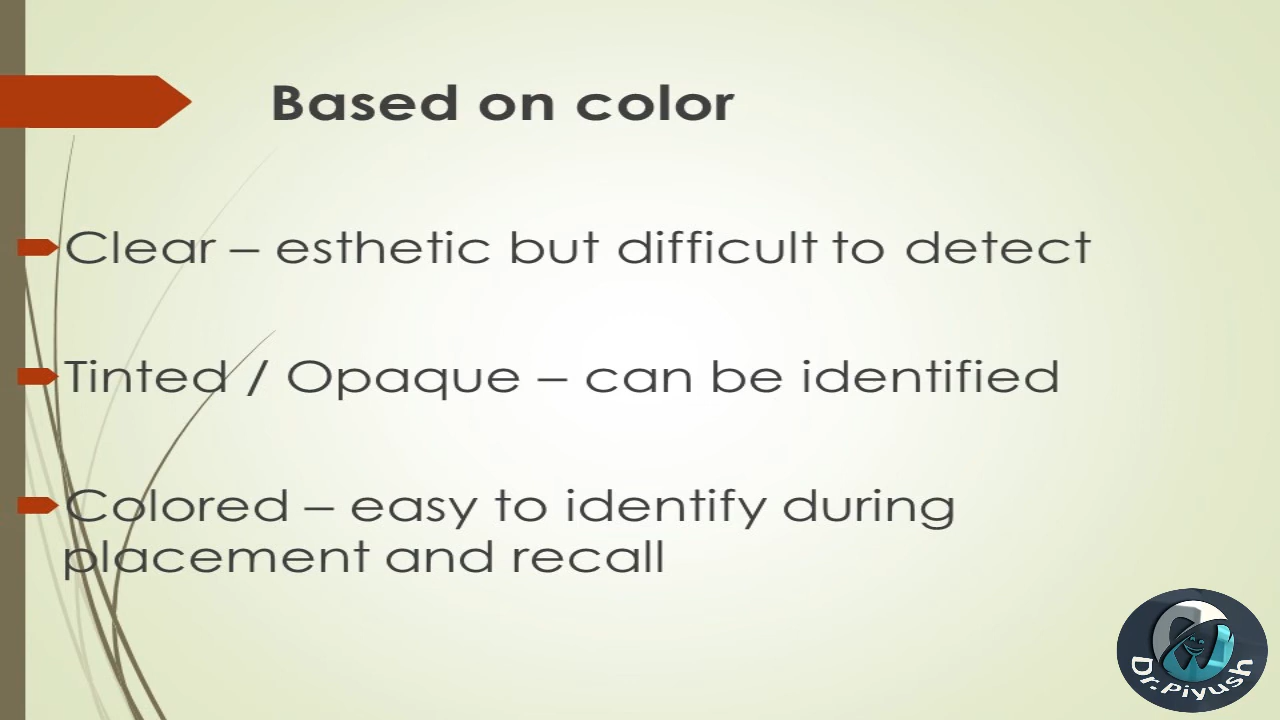 Based on color
Clear – esthetic but difficult to detect
Tinted / Opaque – can be identified
Colored – easy to identify during
placement and recall
Dr.Piyush